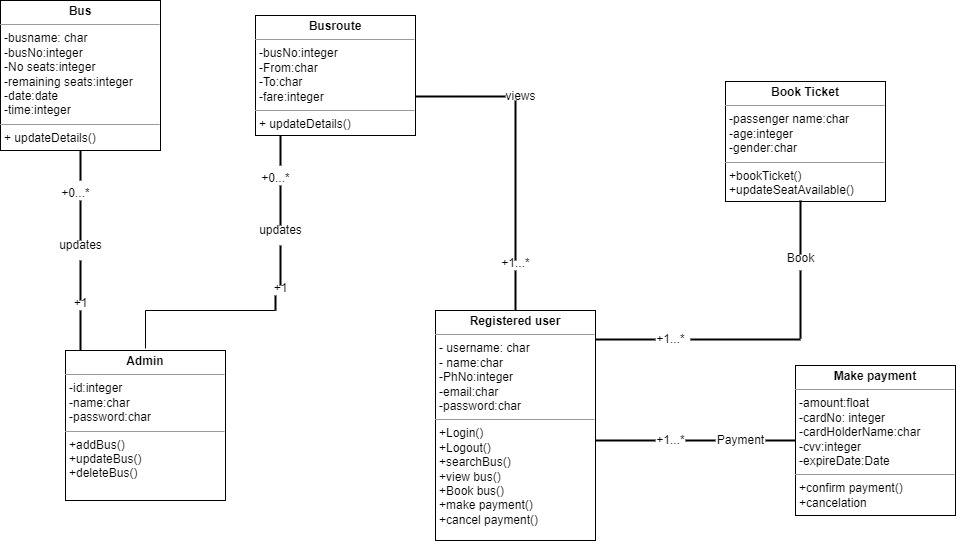 Bus
-busname: char
-busNo:integer
-No seats:integer
-remaining seats:integer
-date:date
-time:integer
+ updateDetails()
Busroute
-busNo:integer
-From:char
-To:char
-fare:integer
+ updateDetails()
views
Book Ticket
-passenger name:char
-age:integer
-gender:char
+bookTicket()
+updateSeatAvailable()
+0...*
updates
+1
+0...*
updates
+1
+1...*
Book
Admin
-id:integer
-name:char
-password:char
+addBus()
+updateBus()
+deleteBus()
Registered user
- username: char
- name:char
-PhNo:integer
-email:char
-password:char
+Login()
+Logout()
+searchBus()
+view bus()
+Book bus()
+make payment()
+cancel payment()
+1...*
+1...*
Payment
Make payment
-amount:float
-cardNo: integer
-cardHolderName:char
-cvv:integer
-expireDate:Date
+confirm payment()
+cancelation